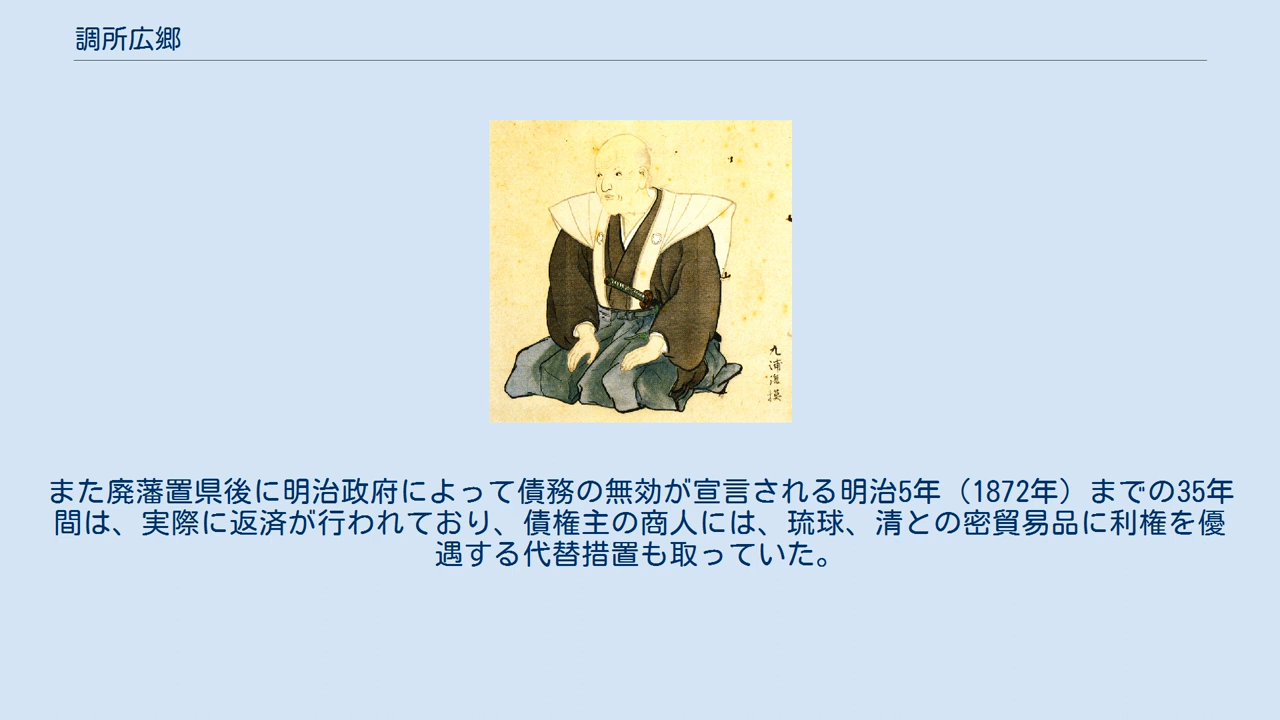 調所広郷
また廃藩置県後に明治政府によって債務の無効が宣言される明治5年（1872年）までの35年
間は、実際に返済が行われており、債権主の商人には、琉球、清との密貿易品に利権を優
遇する代替措置も取っていた。